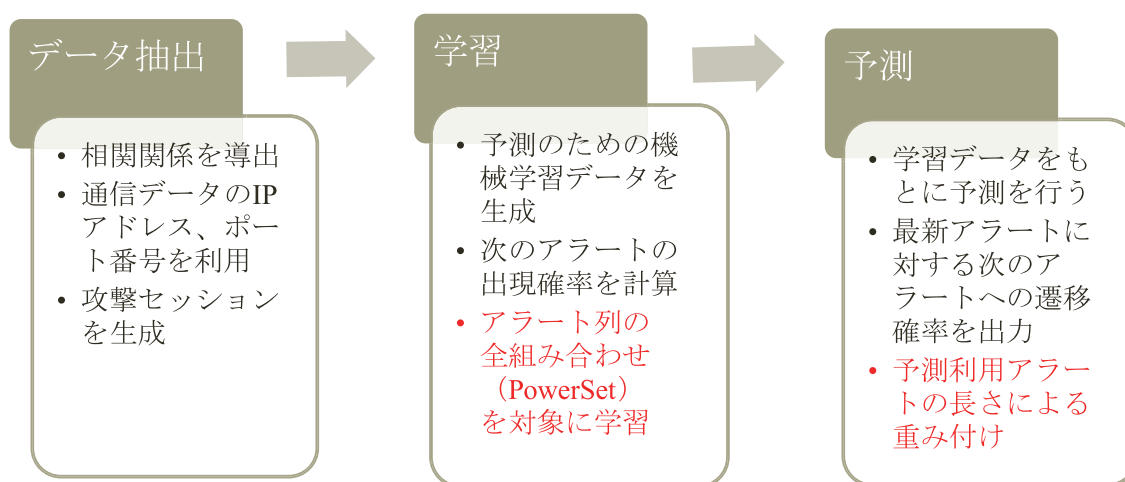 データ抽出
• 相関関係を導出
• 通信データのIP
アドレス、ポー
ト番号を利用
• 攻撃セッション
を生成
学習
• 予測のための機
械学習データを
生成
• 次のアラートの
出現確率を計算
• アラート列の
全組み合わせ
（PowerSet）
を対象に学習
予測
• 学習データをも
とに予測を行う
• 最新アラートに
対する次のア
ラートへの遷移
確率を出力
• 予測利用アラー
トの長さによる
重み付け